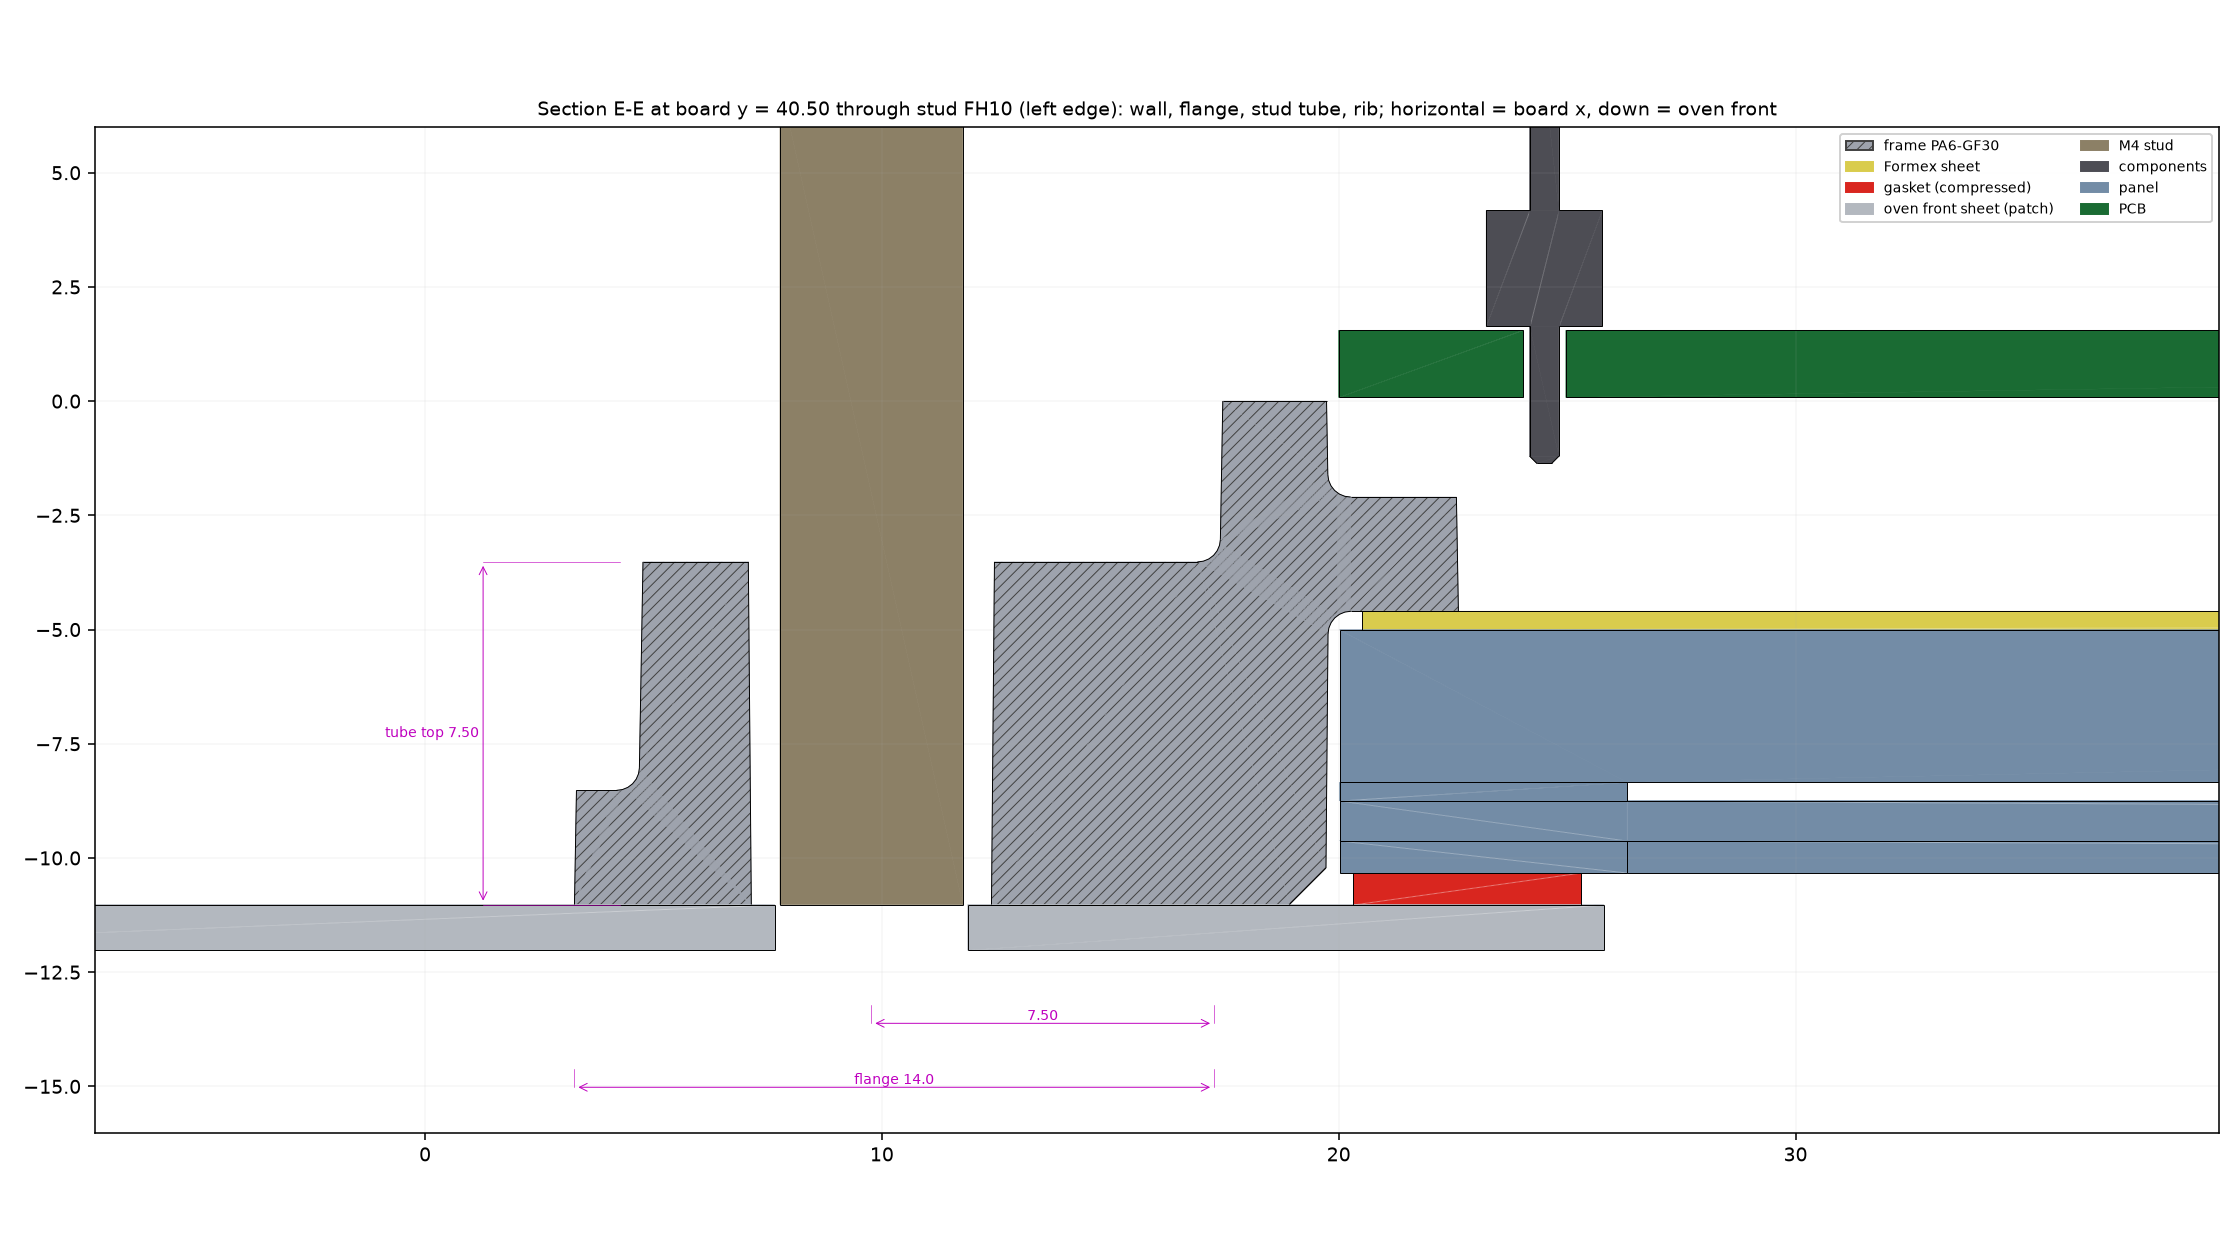 Section E-E at board y = 40.50 through stud FH10 (left edge): wall, flange, stud tube, rib; horizontal = board x, down = oven front
frame PA6-GF30
Formex sheet
gasket (compressed)
oven front sheet (patch)
M4 stud
components
panel
PCB
5.0
2.5
0.0
−2.5
−5.0
−7.5
−10.0
−12.5
−15.0
tube top 7.50
7.50
flange 14.0
0
10
20
30